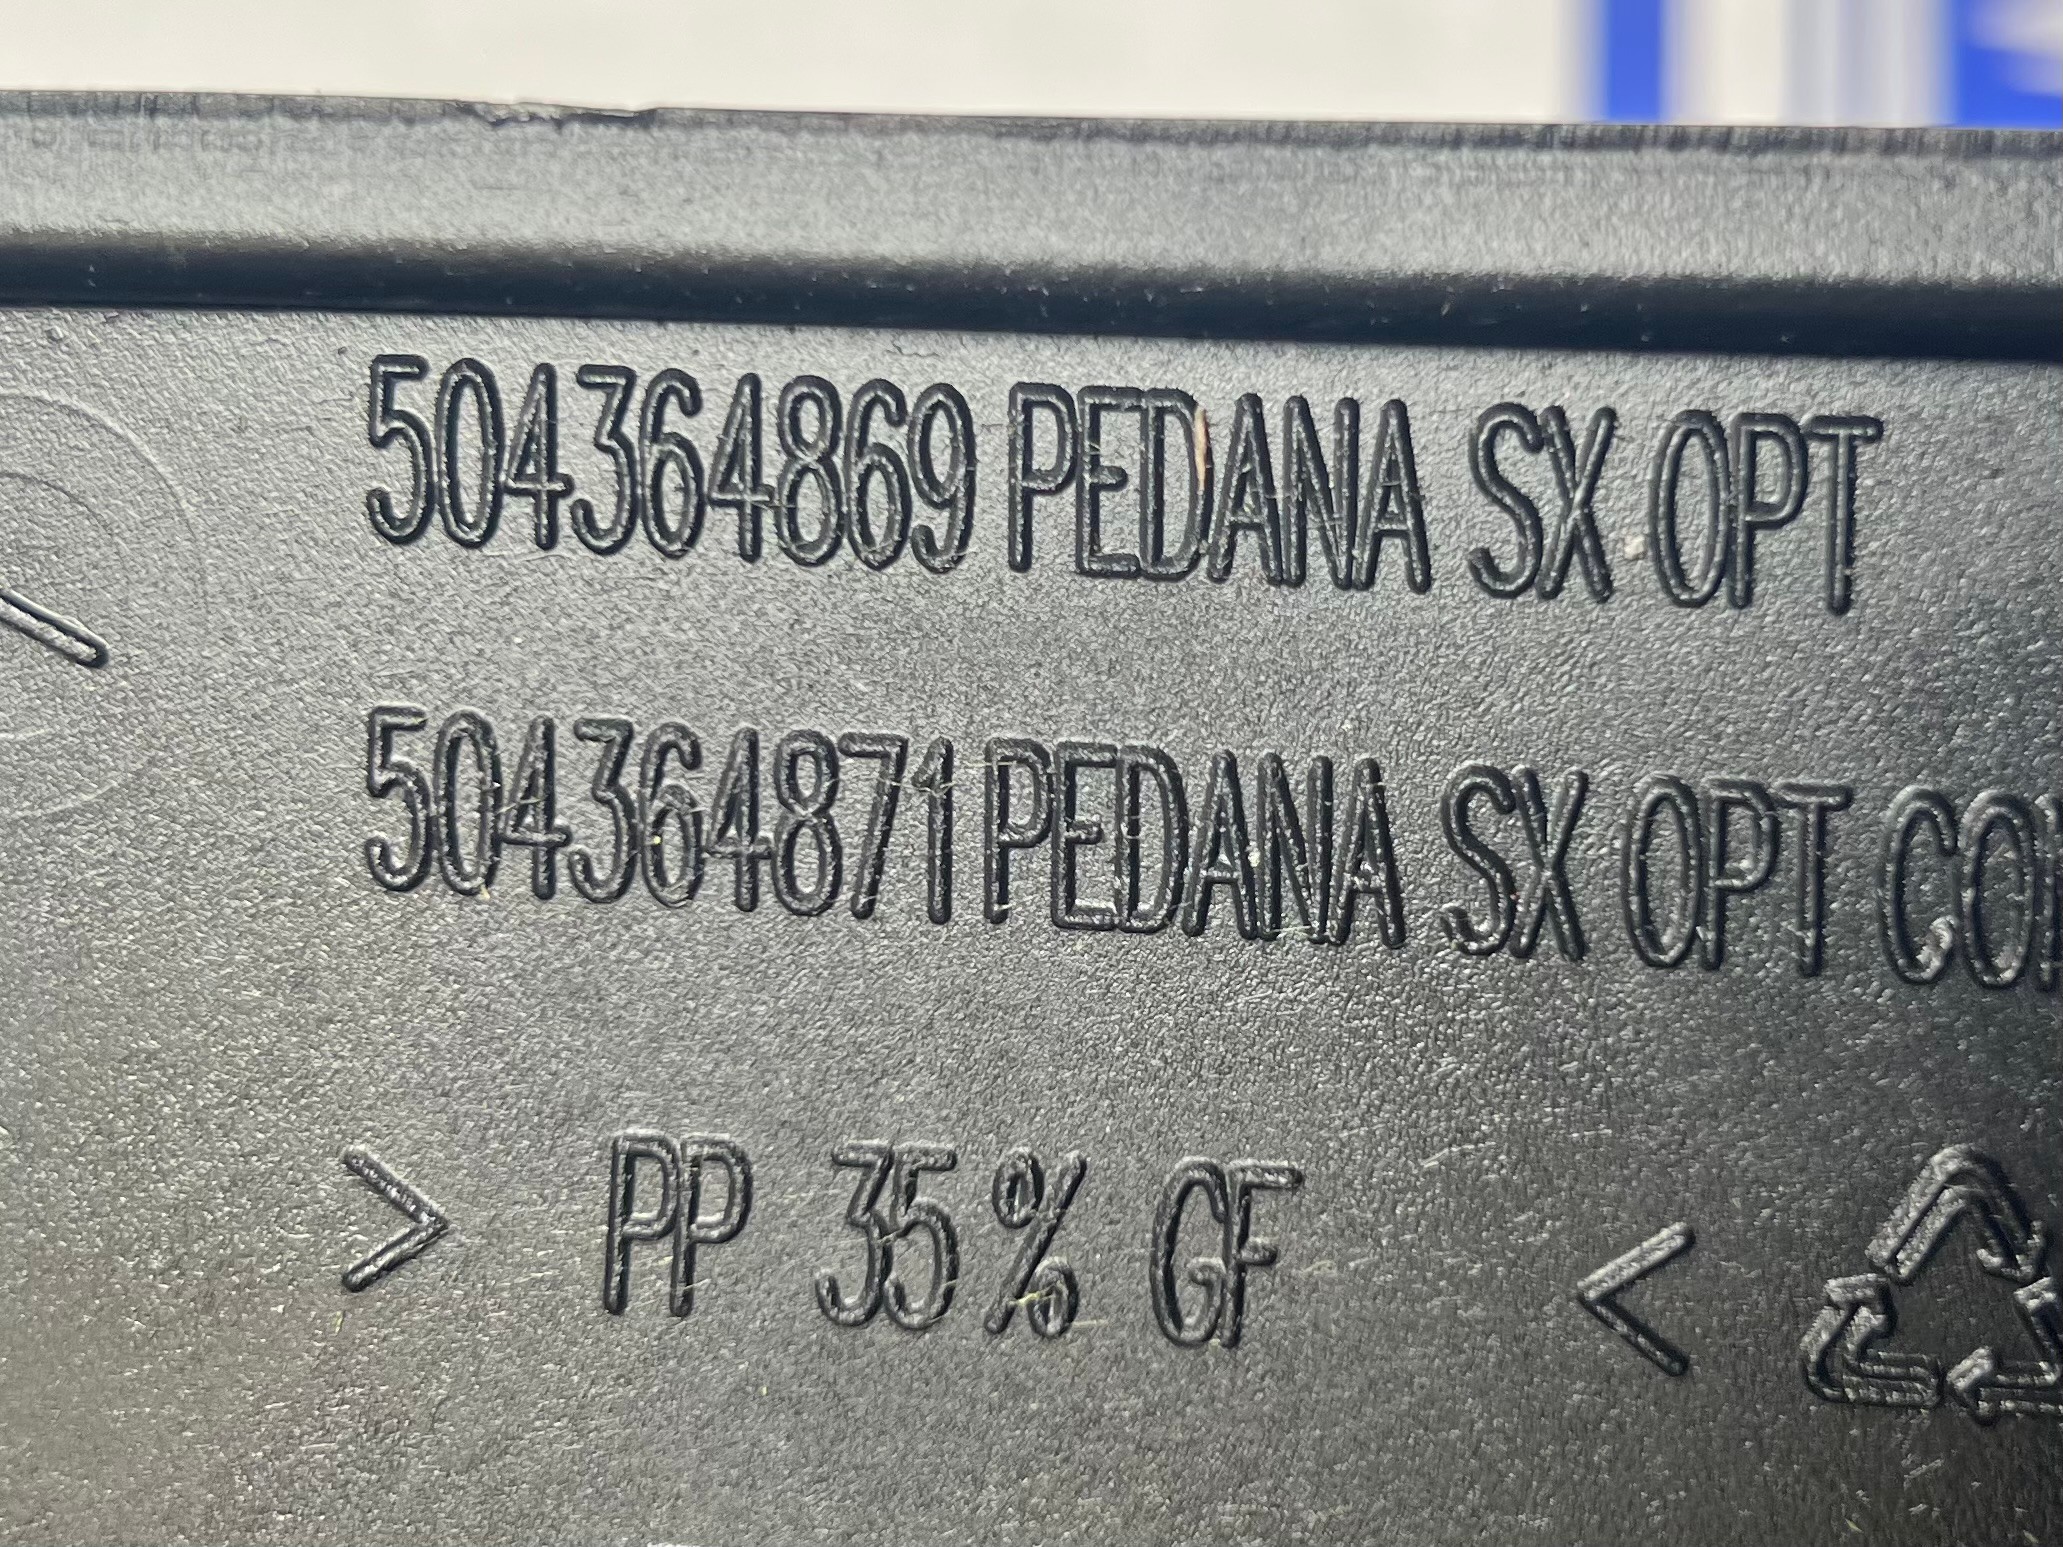 504364869 PEDANA SX OPT
504364871 PEDANA SX OPT
> PP 35% GF <